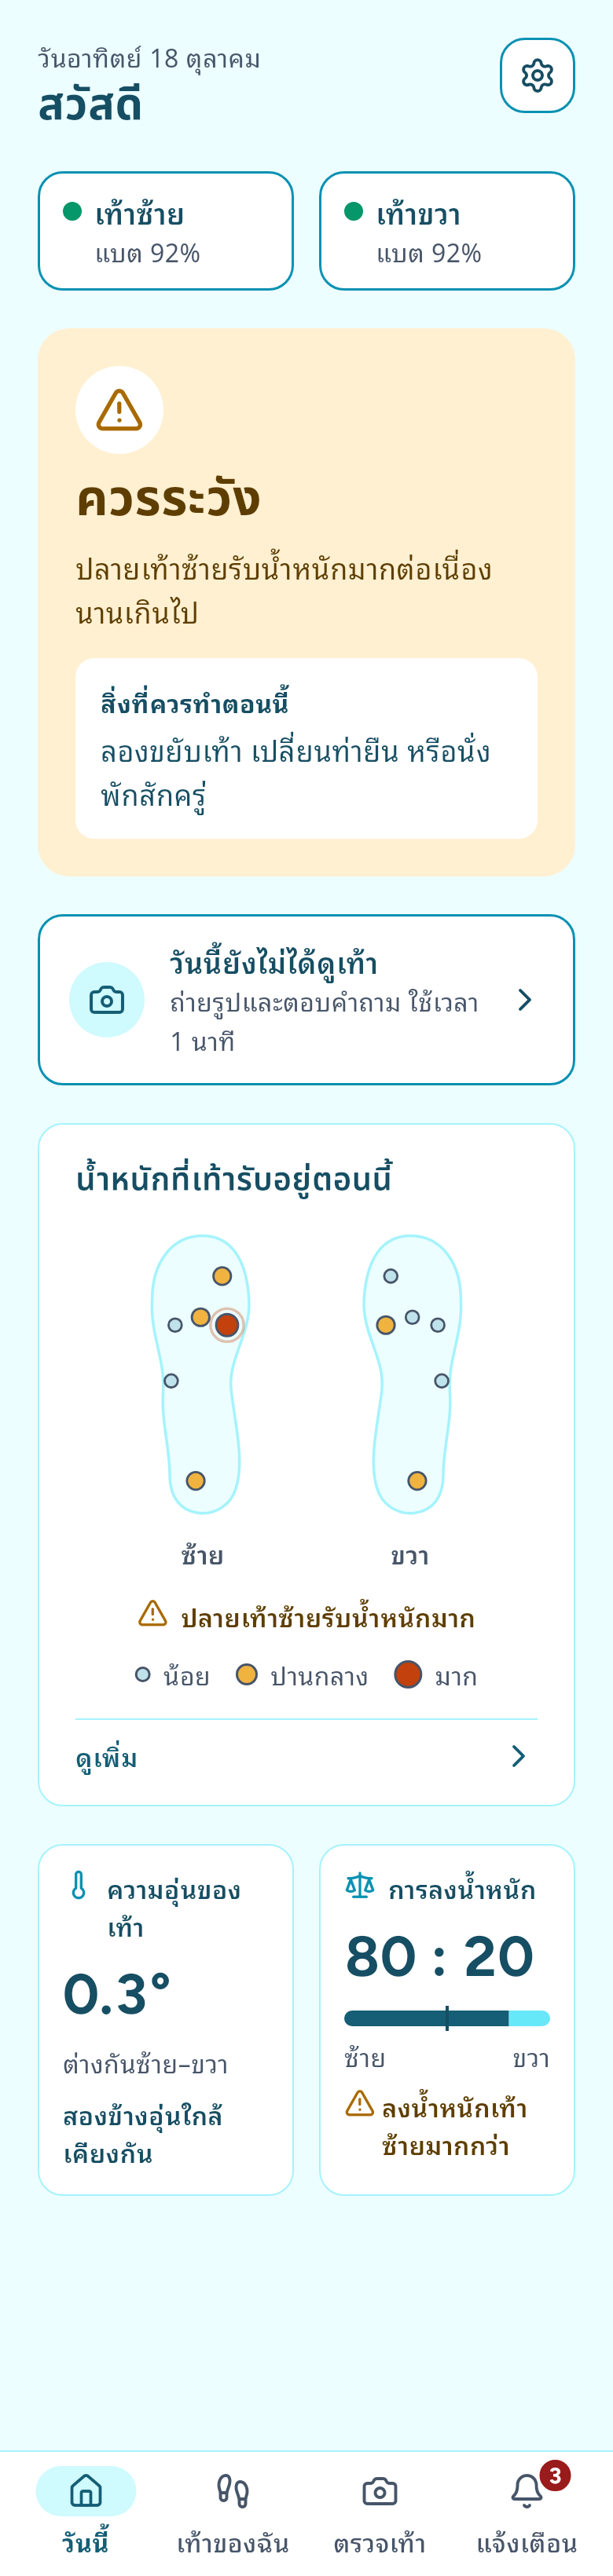 วันอาทิตย์ 18 ตุลาคม
สวัสดี
เท้าซ้าย
แบต 92%
เท้าขวา
แบต 92%
ควรระวัง
ปลายเท้าซ้ายรับน้ำหนักมากต่อเนื่อง
นานเกินไป
สิ่งที่ควรทำตอนนี้
ลองขยับเท้า เปลี่ยนท่ายืน หรือนั่ง
พักสักครู่
วันนี้ยังไม่ได้ดูเท้า
ถ่ายรูปและตอบคำถาม ใช้เวลา
1 นาที
น้ำหนักที่เท้ารับอยู่ตอนนี้
ซ้าย
ขวา
ปลายเท้าซ้ายรับน้ำหนักมาก
น้อย
ปานกลาง
มาก
ดูเพิ่ม
ความอุ่นของ
เท้า
0.3°
ต่างกันซ้าย–ขวา
สองข้างอุ่นใกล้
เคียงกัน
การลงน้ำหนัก
80 : 20
ซ้าย
ขวา
ลงน้ำหนักเท้า
ซ้ายมากกว่า
3
วันนี้
เท้าของฉัน
ตรวจเท้า
แจ้งเตือน